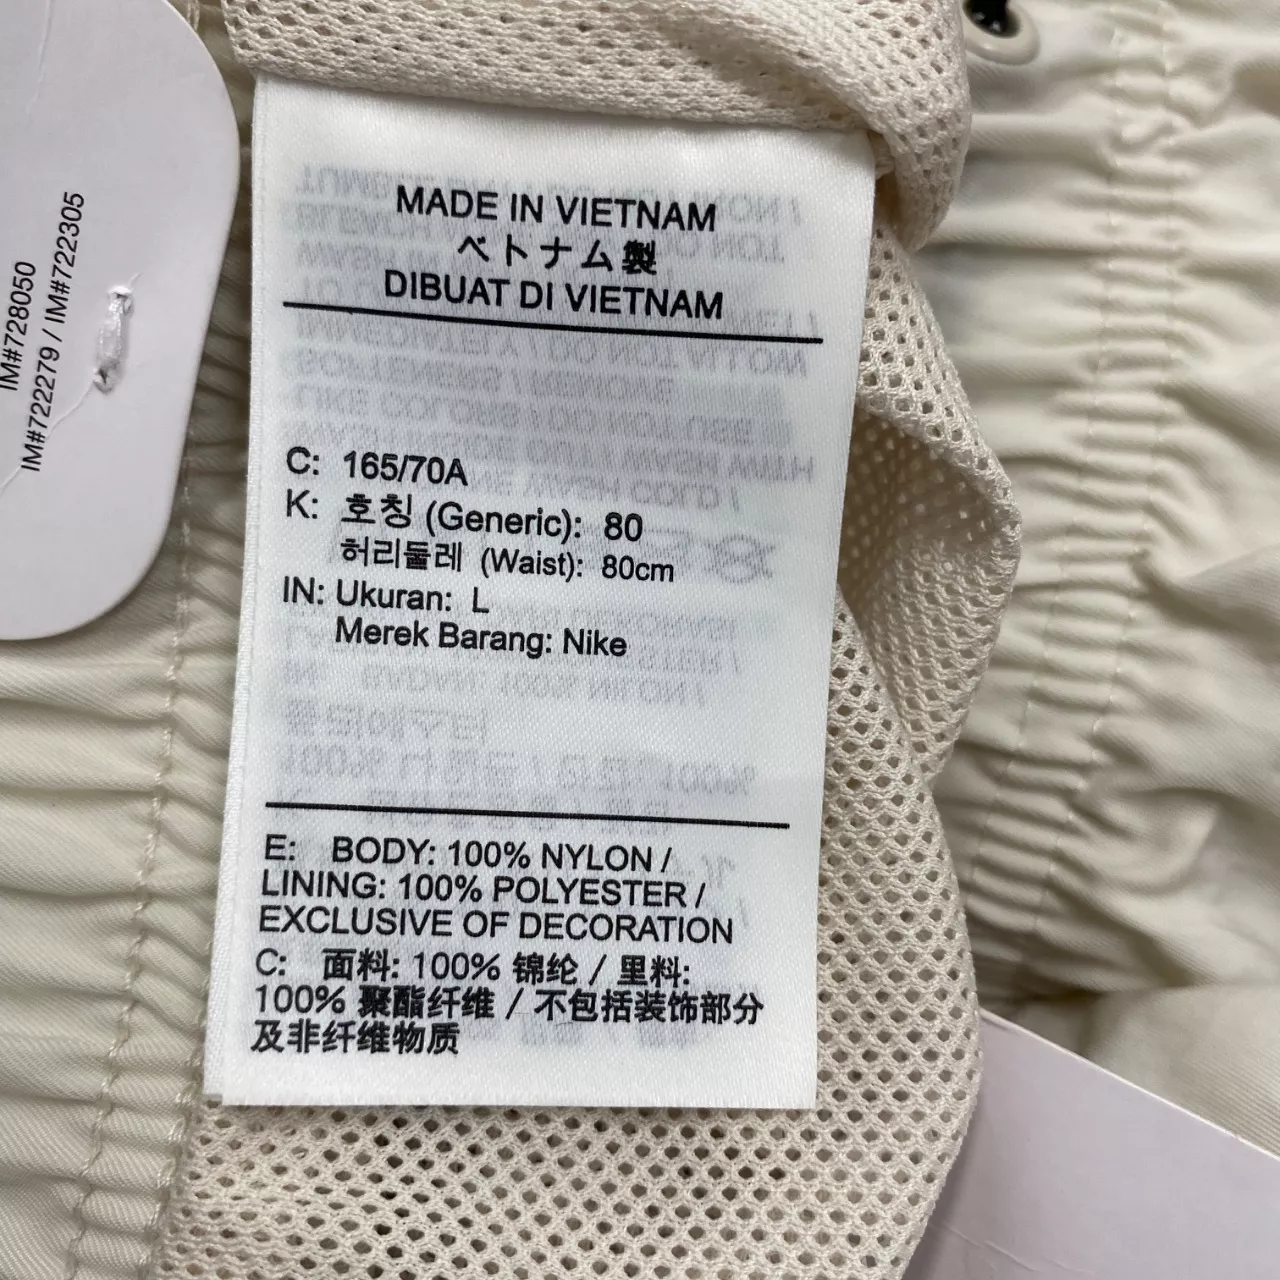 IM#728050
IM#722279 / IM#722305
MADE IN VIETNAM
ベトナム製
DIBUAT DI VIETNAM
C: 165/70A
K: 호칭 (Generic): 80
허리둘레 (Waist): 80cm
IN: Ukuran: L
Merek Barang: Nike
E: BODY: 100% NYLON /
LINING: 100% POLYESTER /
EXCLUSIVE OF DECORATION
C: 面料: 100% 锦纶 / 里料:
100% 聚酯纤维 / 不包括装饰部分
及非纤维物质